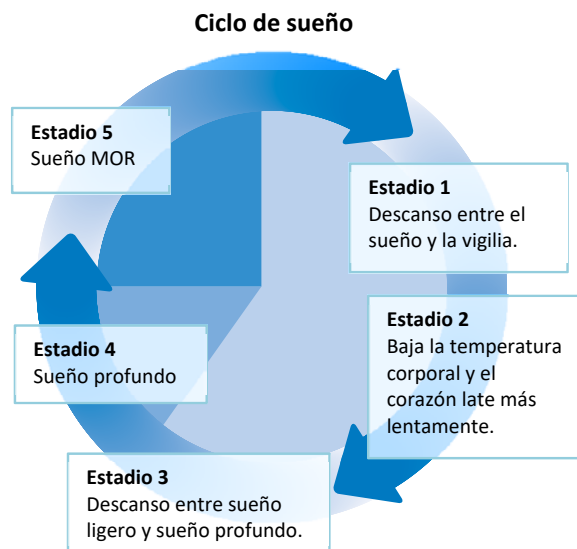 Ciclo de sueño
Estadio 1
Descanso entre el
sueño y la vigilia.
Estadio 2
Baja la temperatura
corporal y el
corazón late más
lentamente.
Estadio 3
Descanso entre sueño
ligero y sueño profundo.
Estadio 4
Sueño profundo
Estadio 5
Sueño MOR